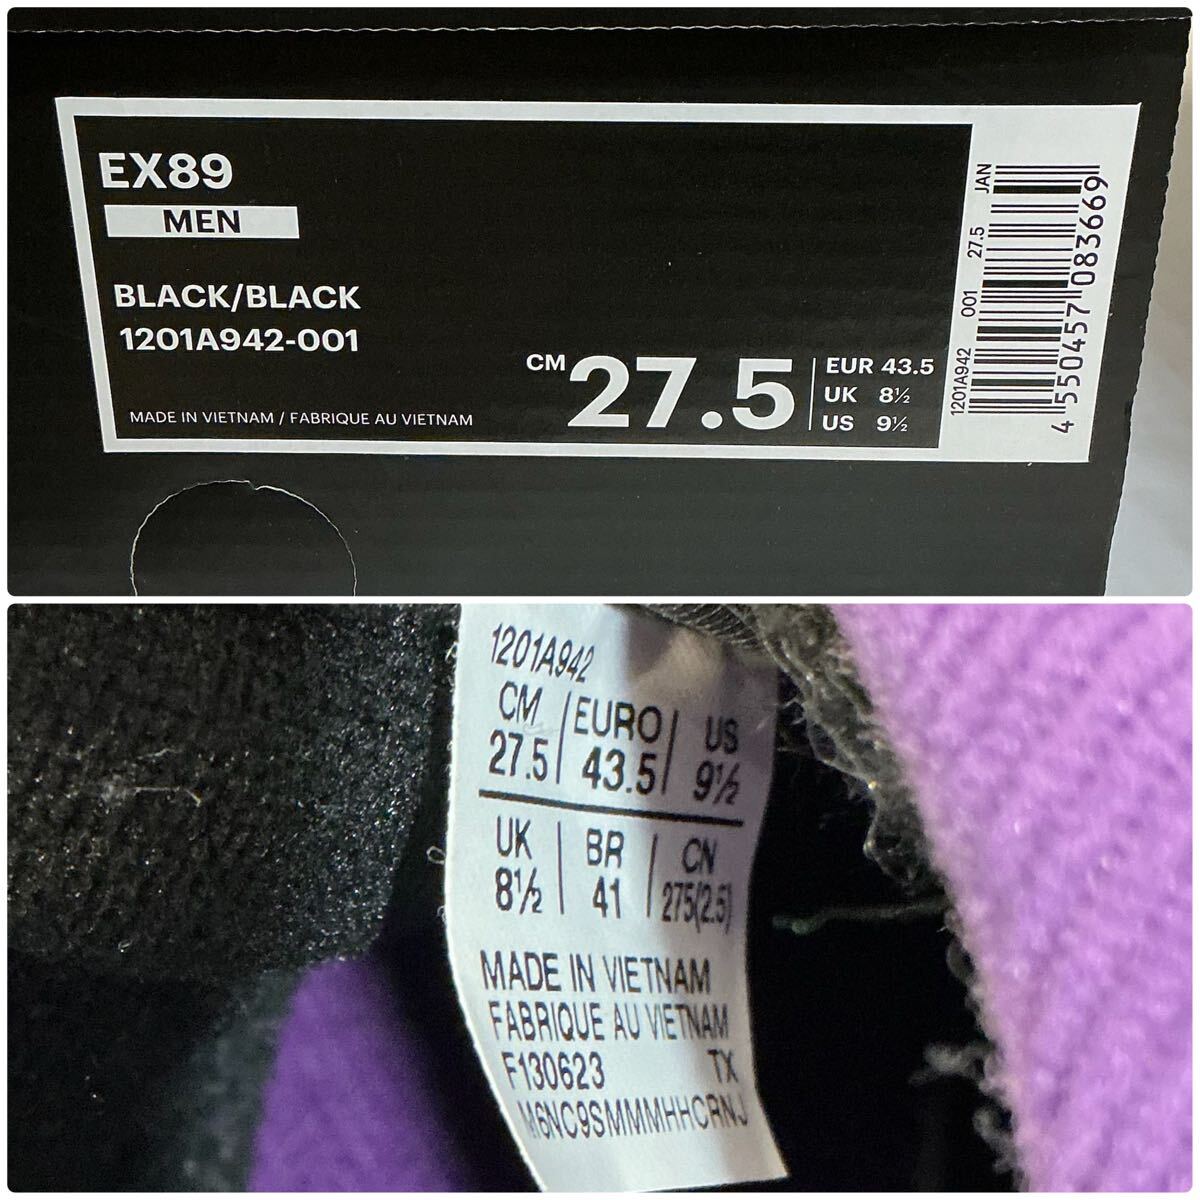 EX89
MEN
BLACK/BLACK
1201A942-001
MADE IN VIETNAM / FABRIQUE AU VIETNAM
CM 27.5
EUR 43.5
UK 8½
US 9½
1201A942 001 27.5 JAN
4 550457 083669
1201A942
CM EURO US
27.5 43.5 9½
UK BR CN
8½ 41 275(2.5)
MADE IN VIETNAM
FABRIQUE AU VIETNAM
F130623 TX
M6NC9SMMMHHCRNJ